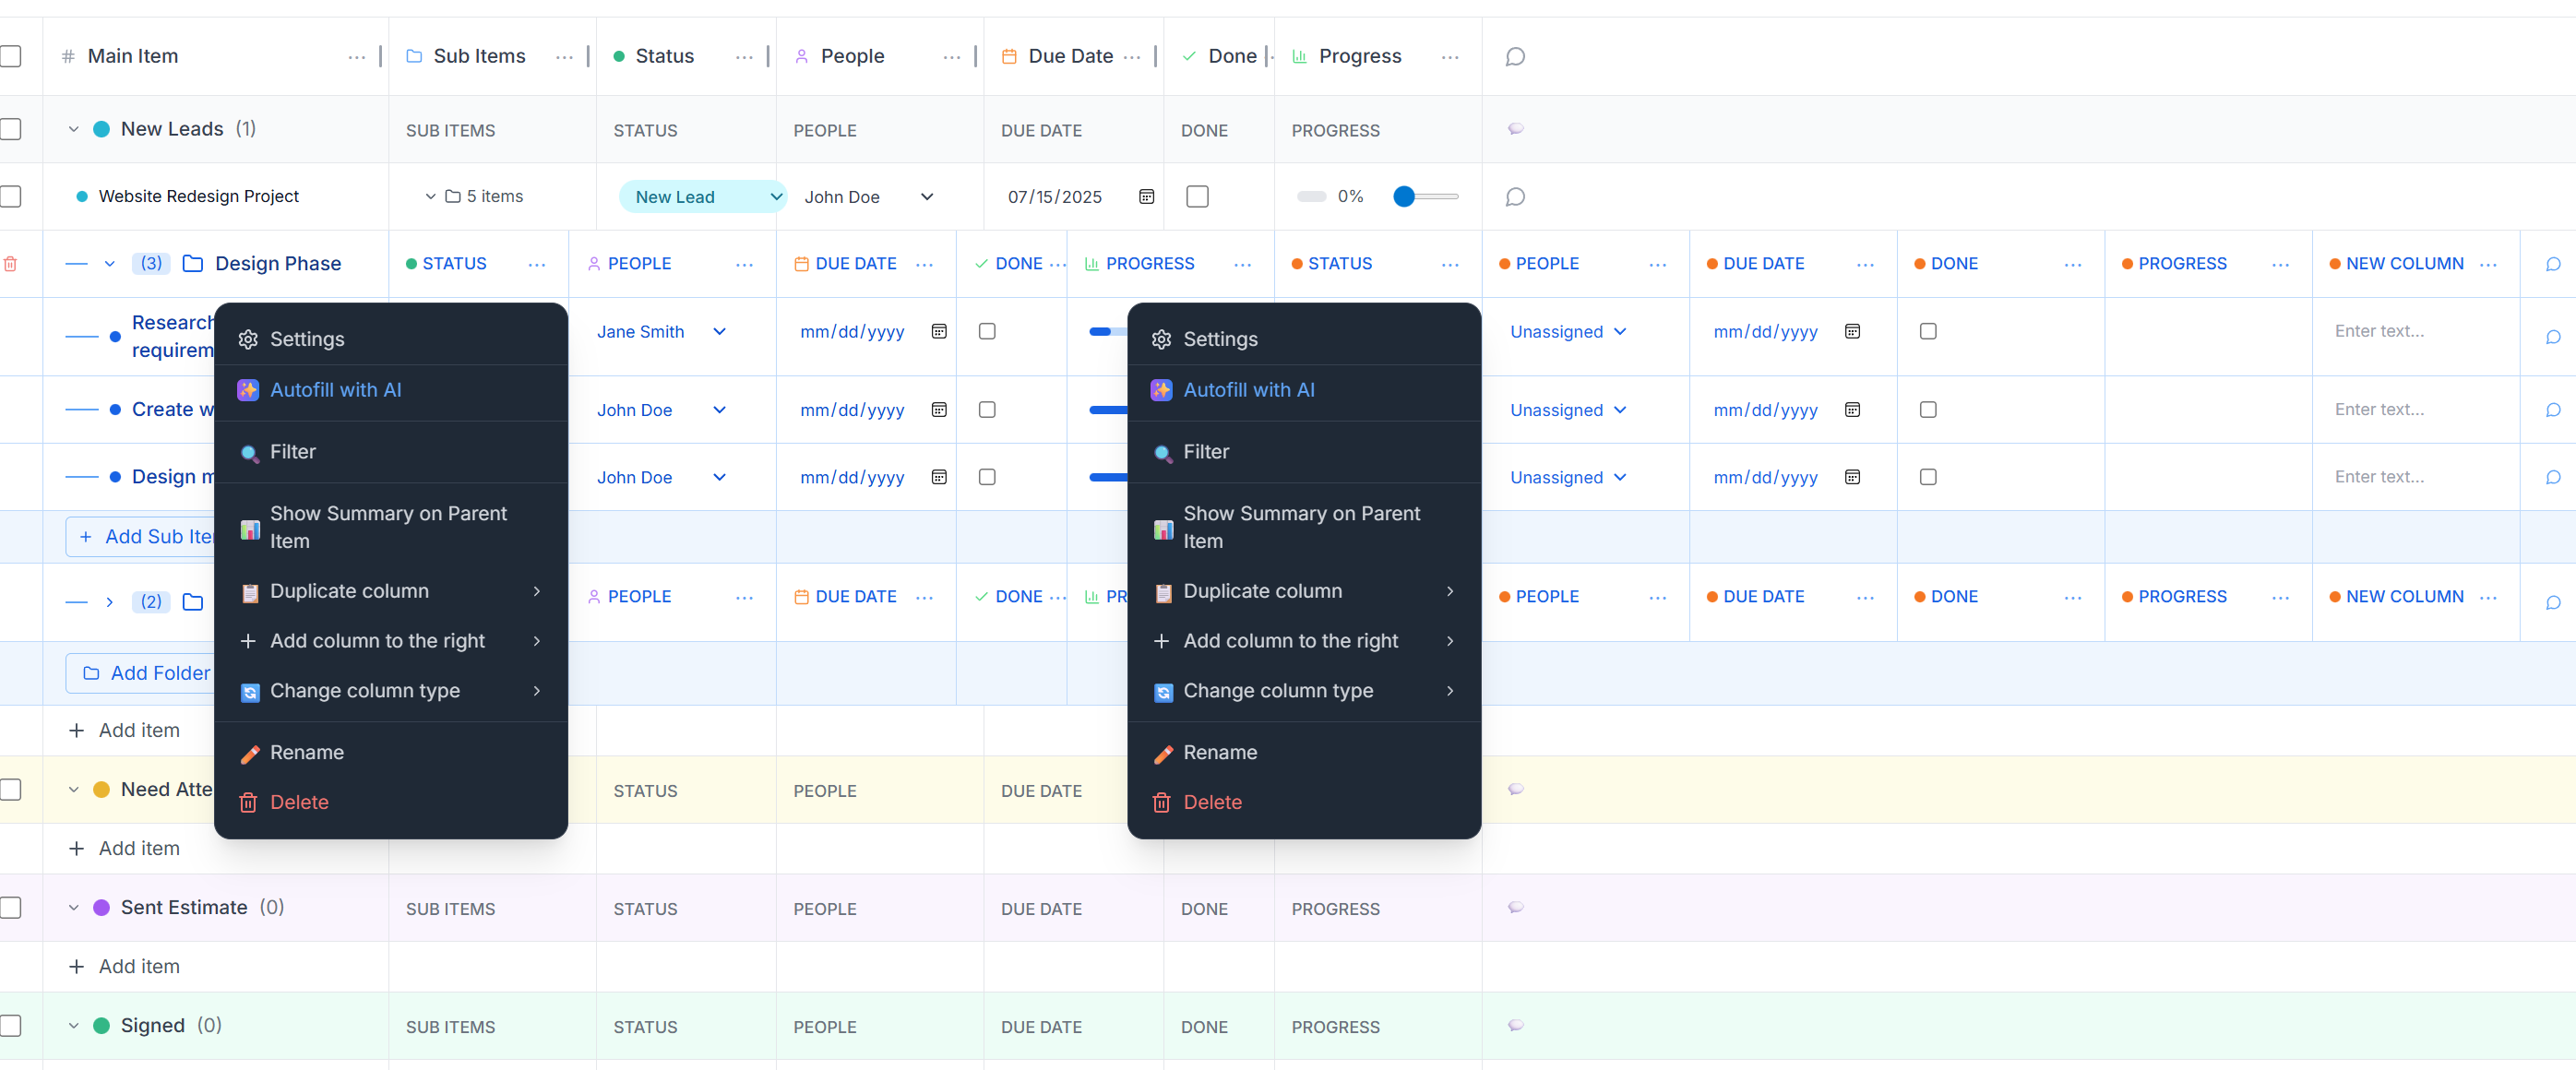 # Main Item ... Sub Items ... Status ... People ... Due Date ... Done Progress ...
New Leads (1) SUB ITEMS STATUS PEOPLE DUE DATE DONE PROGRESS
Website Redesign Project 5 items New Lead John Doe 07/15/2025 0%
(3) Design Phase STATUS ... PEOPLE ... DUE DATE ... DONE ... PROGRESS ... STATUS ... PEOPLE ... DUE DATE ... DONE ... PROGRESS ... NEW COLUMN ...
Research
requirem
Jane Smith mm/dd/yyyy Unassigned mm/dd/yyyy Enter text...
Create w John Doe mm/dd/yyyy Unassigned mm/dd/yyyy Enter text...
Design m John Doe mm/dd/yyyy Unassigned mm/dd/yyyy Enter text...
+ Add Sub Ite
(2) PEOPLE ... DUE DATE ... DONE ... PR PEOPLE ... DUE DATE ... DONE ... PROGRESS ... NEW COLUMN ...
Add Folder
+ Add item
Need Atte STATUS PEOPLE DUE DATE
+ Add item
Sent Estimate (0) SUB ITEMS STATUS PEOPLE DUE DATE DONE PROGRESS
+ Add item
Signed (0) SUB ITEMS STATUS PEOPLE DUE DATE DONE PROGRESS
Settings
Autofill with AI
Filter
Show Summary on Parent
Item
Duplicate column
Add column to the right
Change column type
Rename
Delete
Settings
Autofill with AI
Filter
Show Summary on Parent
Item
Duplicate column
Add column to the right
Change column type
Rename
Delete